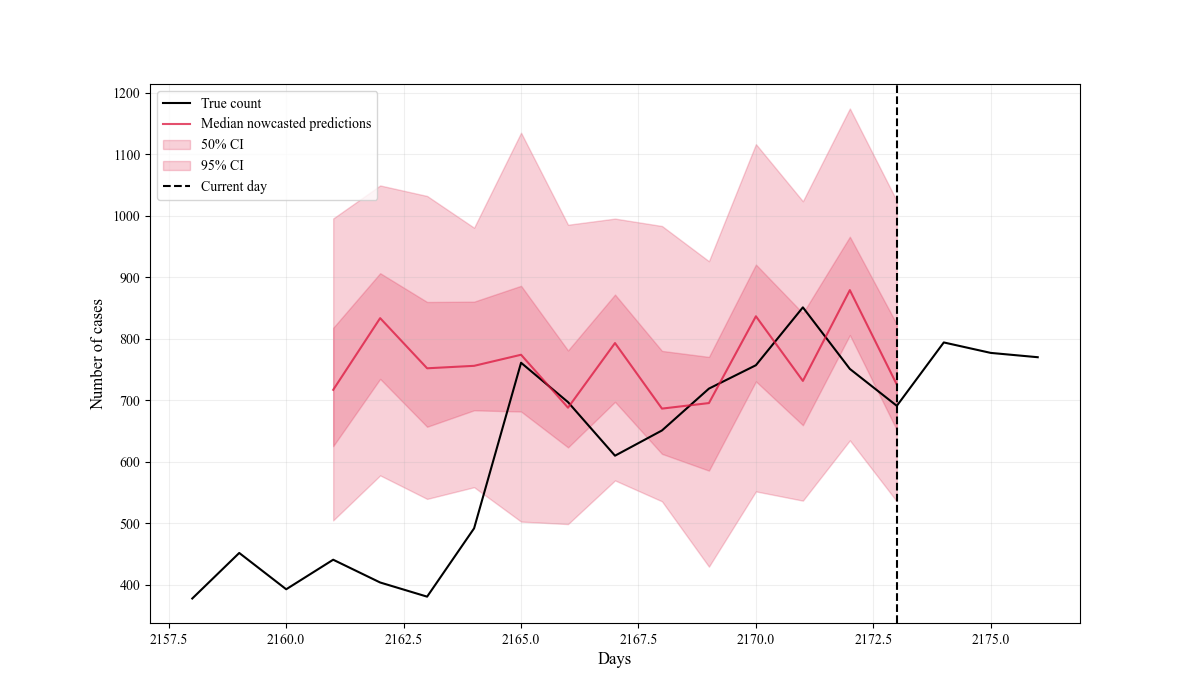 1200
1100
1000
900
800
700
600
500
400
Number of cases
True count
Median nowcasted predictions
50% CI
95% CI
Current day
2157.5 2160.0 2162.5 2165.0 2167.5 2170.0 2172.5 2175.0
Days